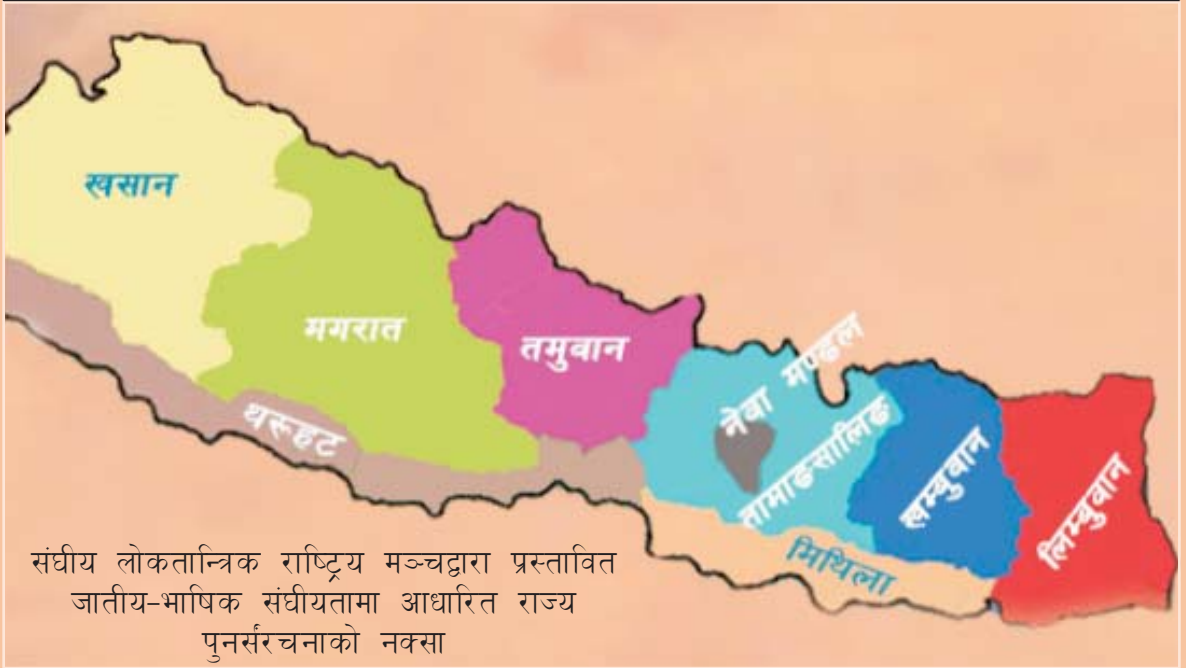 खसान
मगरात
तमुवान
नेवा मण्डल
तामाङसालिङ
खम्बुवान
लिम्बुवान
थरूहट
मिथिला
संघीय लोकतान्त्रिक राष्ट्रिय मञ्चद्वारा प्रस्तावित
जातीय-भाषिक संघीयतामा आधारित राज्य
पुनर्संरचनाको नक्सा